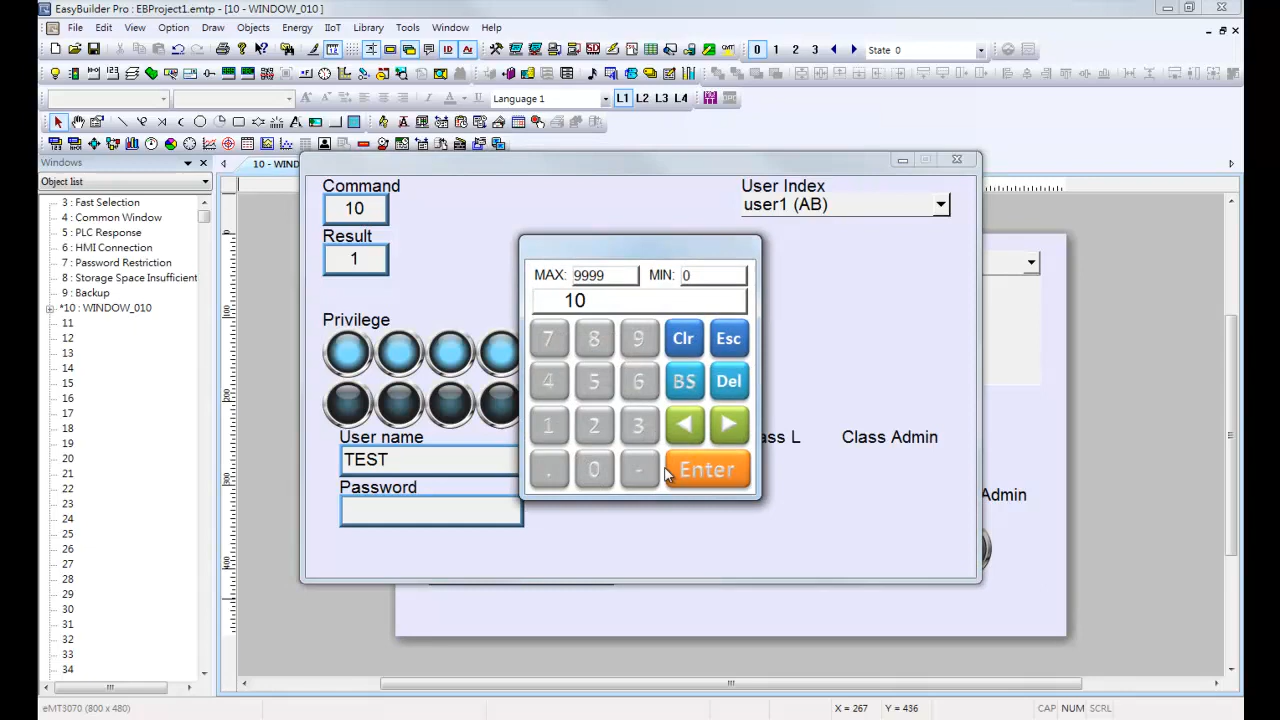 EasyBuilder Pro : EBProject1.emtp - [10 - WINDOW_010 ]
File Edit View Option Draw Objects Energy IIoT Library Tools Window Help
0 1 2 3 State 0
Language 1 L1 L2 L3 L4
Windows
10 - WIND
Object list
3 : Fast Selection
4 : Common Window
5 : PLC Response
6 : HMI Connection
7 : Password Restriction
8 : Storage Space Insufficient
9 : Backup
*10 : WINDOW_010
11
12
13
14
15
16
17
18
19
20
21
22
23
24
25
26
27
28
29
30
31
32
33
34
Command
10
Result
1
User Index
user1 (AB)
Privilege
User name
TEST
Password
MAX: 9999 MIN: 0
10
7 8 9 Clr Esc
4 5 6 BS Del
1 2 3
. 0 - Enter
ass L Class Admin
Admin
eMT3070 (800 x 480) X = 267 Y = 436 CAP NUM SCRL